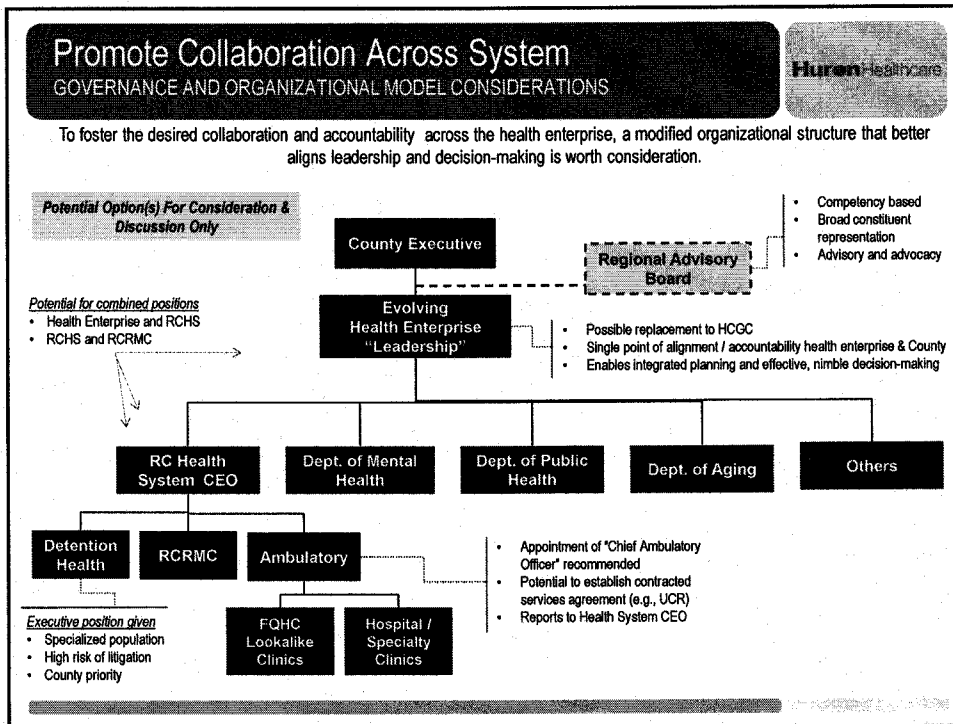 Promote Collaboration Across System
GOVERNANCE AND ORGANIZATIONAL MODEL CONSIDERATIONS
Huron Healthcare
To foster the desired collaboration and accountability across the health enterprise, a modified organizational structure that better
aligns leadership and decision-making is worth consideration.
Potential Option(s) For Consideration &
Discussion Only
County Executive
Regional Advisory
Board
• Competency based
• Broad constituent
representation
• Advisory and advocacy
Potential for combined positions
• Health Enterprise and RCHS
• RCHS and RCRMC
Evolving
Health Enterprise
"Leadership"
• Possible replacement to HCGC
• Single point of alignment / accountability health enterprise & County
• Enables integrated planning and effective, nimble decision-making
RC Health
System CEO
Dept. of Mental
Health
Dept. of Public
Health
Dept. of Aging
Others
Detention
Health
RCRMC
Ambulatory
• Appointment of "Chief Ambulatory
Officer" recommended
• Potential to establish contracted
services agreement (e.g., UCR)
• Reports to Health System CEO
Executive position given
• Specialized population
• High risk of litigation
• County priority
FQHC
Lookalike
Clinics
Hospital /
Specialty
Clinics